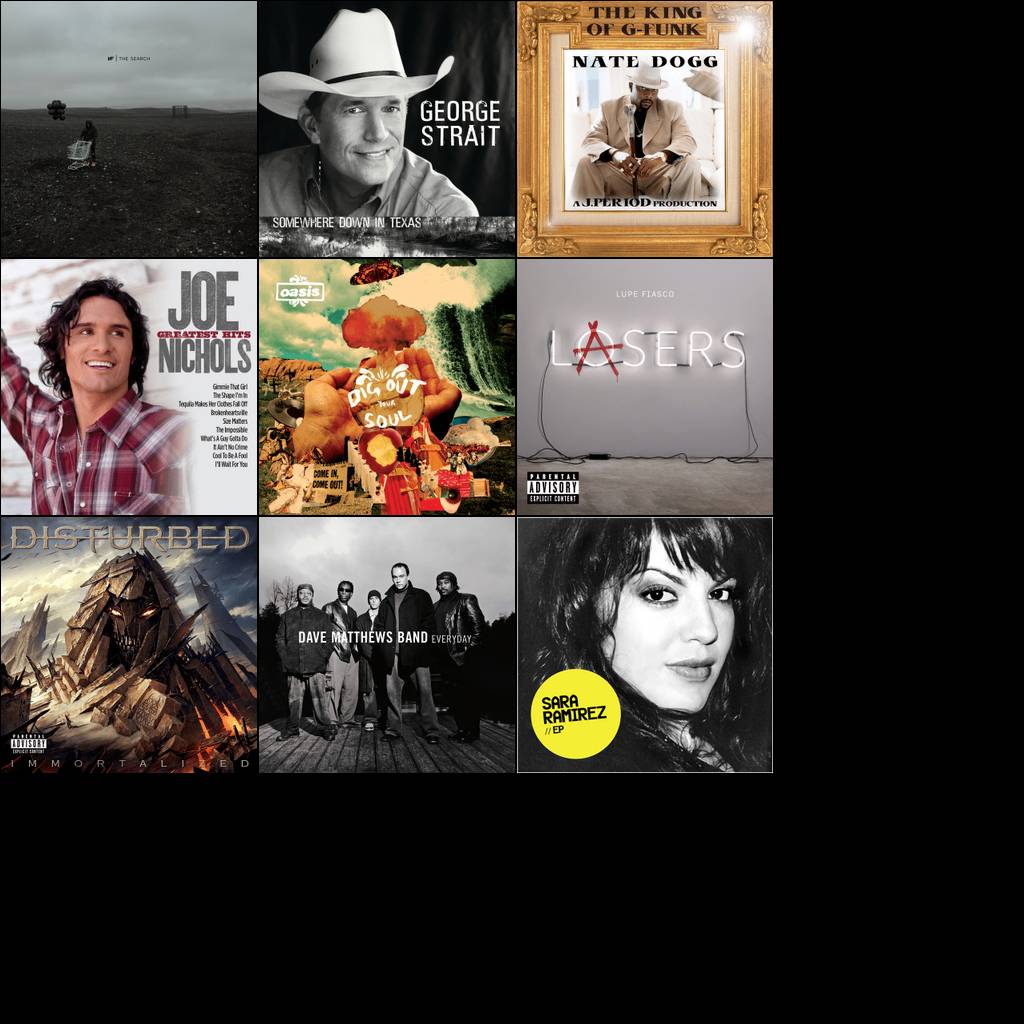 NF | THE SEARCH
GEORGE
STRAIT
SOMEWHERE DOWN IN TEXAS
THE KING
OF G-FUNK
NATE DOGG
A J.PERIOD PRODUCTION
JOE
GREATEST HITS
NICHOLS
Gimmie That Girl
The Shape I'm In
Tequila Makes Her Clothes Fall Off
Brokenheartsville
Size Matters
The Impossible
What's A Guy Gotta Do
It Ain't No Crime
Cool To Be A Fool
I'll Wait For You
oasis
DIG OUT
YOUR
SOUL
COME IN,
COME OUT!
LUPE FIASCO
LASERS
PARENTAL
ADVISORY
EXPLICIT CONTENT
DISTURBED
PARENTAL
ADVISORY
EXPLICIT CONTENT
IMMORTALIZED
DAVE MATTHEWS BAND EVERYDAY
SARA
RAMIREZ
// EP